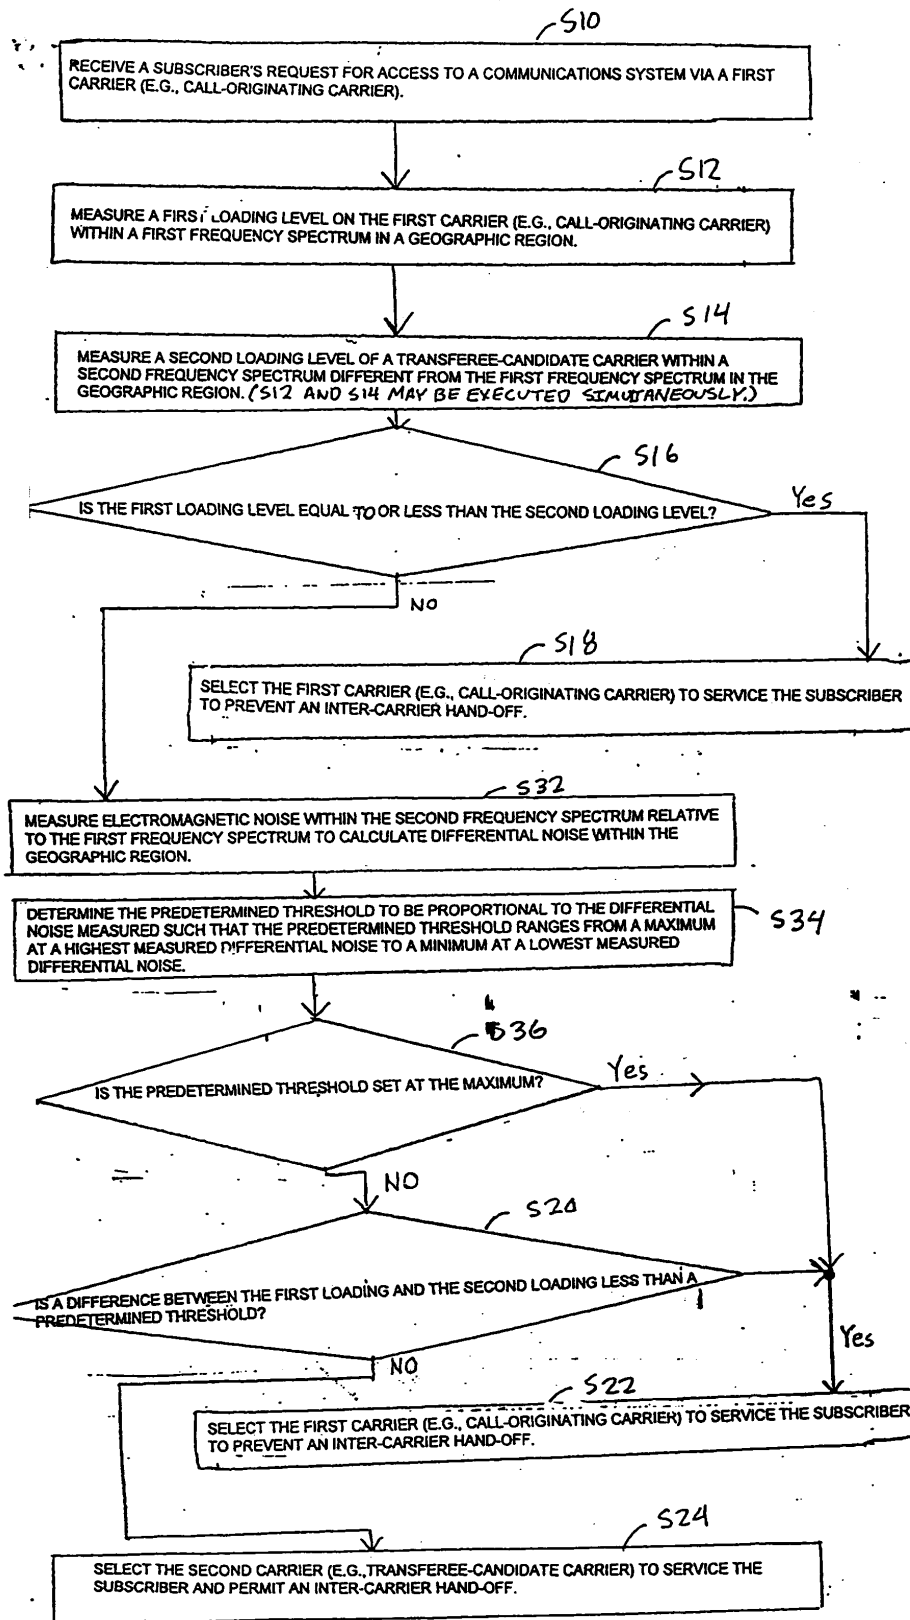 S10
RECEIVE A SUBSCRIBER'S REQUEST FOR ACCESS TO A COMMUNICATIONS SYSTEM VIA A FIRST
CARRIER (E.G., CALL-ORIGINATING CARRIER).
S12
MEASURE A FIRST LOADING LEVEL ON THE FIRST CARRIER (E.G., CALL-ORIGINATING CARRIER)
WITHIN A FIRST FREQUENCY SPECTRUM IN A GEOGRAPHIC REGION.
S14
MEASURE A SECOND LOADING LEVEL OF A TRANSFEREE-CANDIDATE CARRIER WITHIN A
SECOND FREQUENCY SPECTRUM DIFFERENT FROM THE FIRST FREQUENCY SPECTRUM IN THE
GEOGRAPHIC REGION. (S12 AND S14 MAY BE EXECUTED SIMULTANEOUSLY.)
S16
IS THE FIRST LOADING LEVEL EQUAL TO OR LESS THAN THE SECOND LOADING LEVEL?
Yes
NO
S18
SELECT THE FIRST CARRIER (E.G., CALL-ORIGINATING CARRIER) TO SERVICE THE SUBSCRIBER
TO PREVENT AN INTER-CARRIER HAND-OFF.
S32
MEASURE ELECTROMAGNETIC NOISE WITHIN THE SECOND FREQUENCY SPECTRUM RELATIVE
TO THE FIRST FREQUENCY SPECTRUM TO CALCULATE DIFFERENTIAL NOISE WITHIN THE
GEOGRAPHIC REGION.
S34
DETERMINE THE PREDETERMINED THRESHOLD TO BE PROPORTIONAL TO THE DIFFERENTIAL
NOISE MEASURED SUCH THAT THE PREDETERMINED THRESHOLD RANGES FROM A MAXIMUM
AT A HIGHEST MEASURED DIFFERENTIAL NOISE TO A MINIMUM AT A LOWEST MEASURED
DIFFERENTIAL NOISE.
S36
IS THE PREDETERMINED THRESHOLD SET AT THE MAXIMUM?
Yes
NO
S20
IS A DIFFERENCE BETWEEN THE FIRST LOADING AND THE SECOND LOADING LESS THAN A
PREDETERMINED THRESHOLD?
Yes
NO
S22
SELECT THE FIRST CARRIER (E.G., CALL-ORIGINATING CARRIER) TO SERVICE THE SUBSCRIBER
TO PREVENT AN INTER-CARRIER HAND-OFF.
S24
SELECT THE SECOND CARRIER (E.G.,TRANSFEREE-CANDIDATE CARRIER) TO SERVICE THE
SUBSCRIBER AND PERMIT AN INTER-CARRIER HAND-OFF.